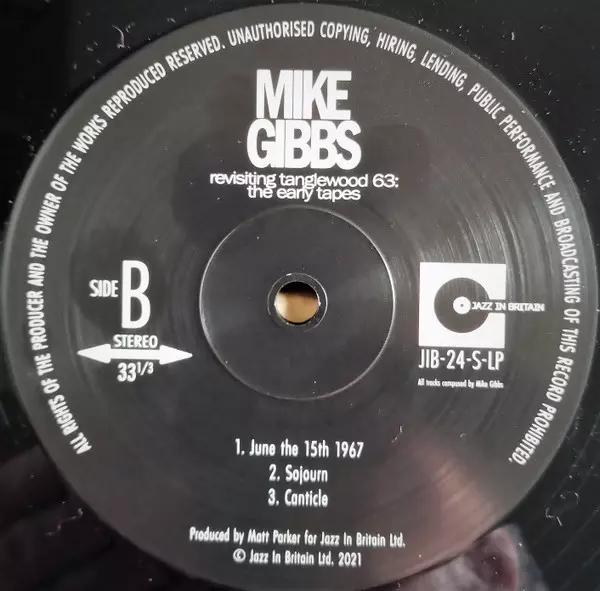 ALL RIGHTS OF THE PRODUCER AND THE OWNER OF THE WORKS REPRODUCED RESERVED. UNAUTHORISED COPYING, HIRING, LENDING, PUBLIC PERFORMANCE AND BROADCASTING OF THIS RECORD PROHIBITED.
MIKE
GIBBS
revisiting tanglewood 63:
the early tapes
SIDE B
STEREO
33 1/3
JAZZ IN BRITAIN
JIB-24-S-LP
All tracks composed by Mike Gibbs
1. June the 15th 1967
2. Sojourn
3. Canticle
Produced by Matt Parker for Jazz In Britain Ltd.
© Jazz In Britain Ltd. 2021